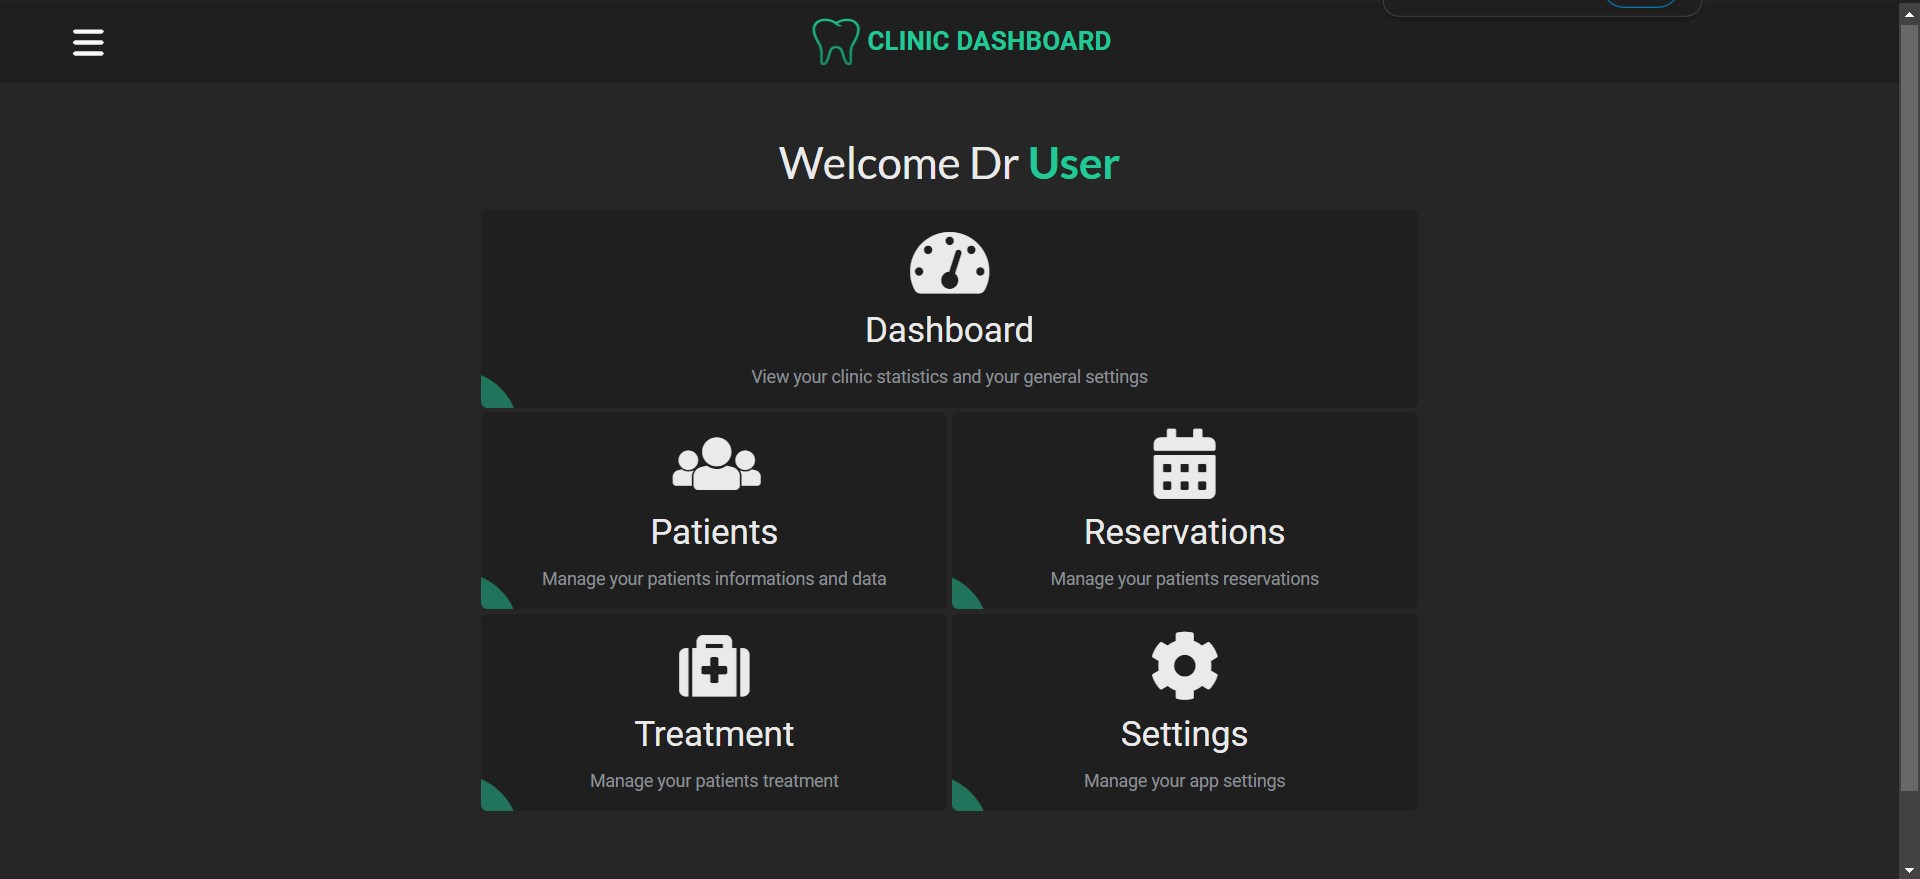 CLINIC DASHBOARD
Welcome Dr User
Dashboard
View your clinic statistics and your general settings
Patients
Manage your patients informations and data
Reservations
Manage your patients reservations
Treatment
Manage your patients treatment
Settings
Manage your app settings